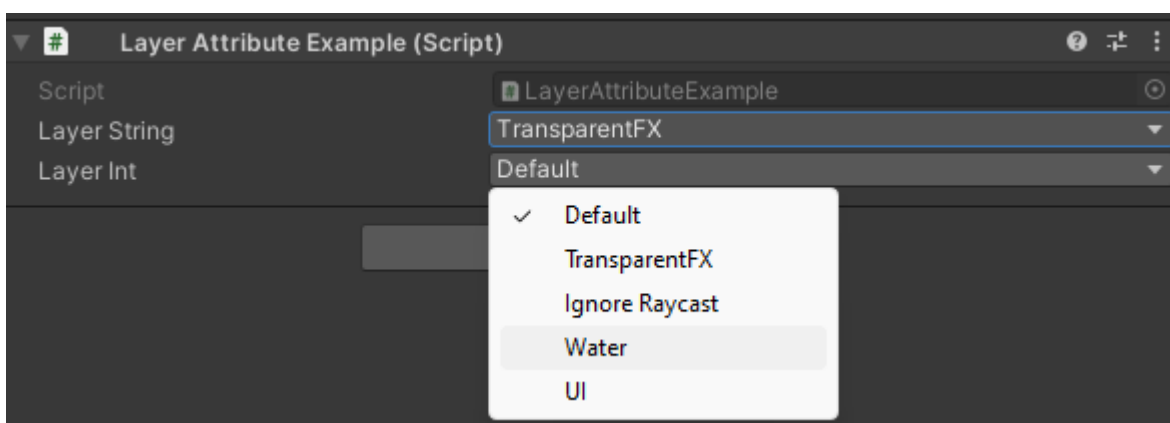 Layer Attribute Example (Script)
Script LayerAttributeExample
Layer String TransparentFX
Layer Int Default
Default
TransparentFX
Ignore Raycast
Water
UI